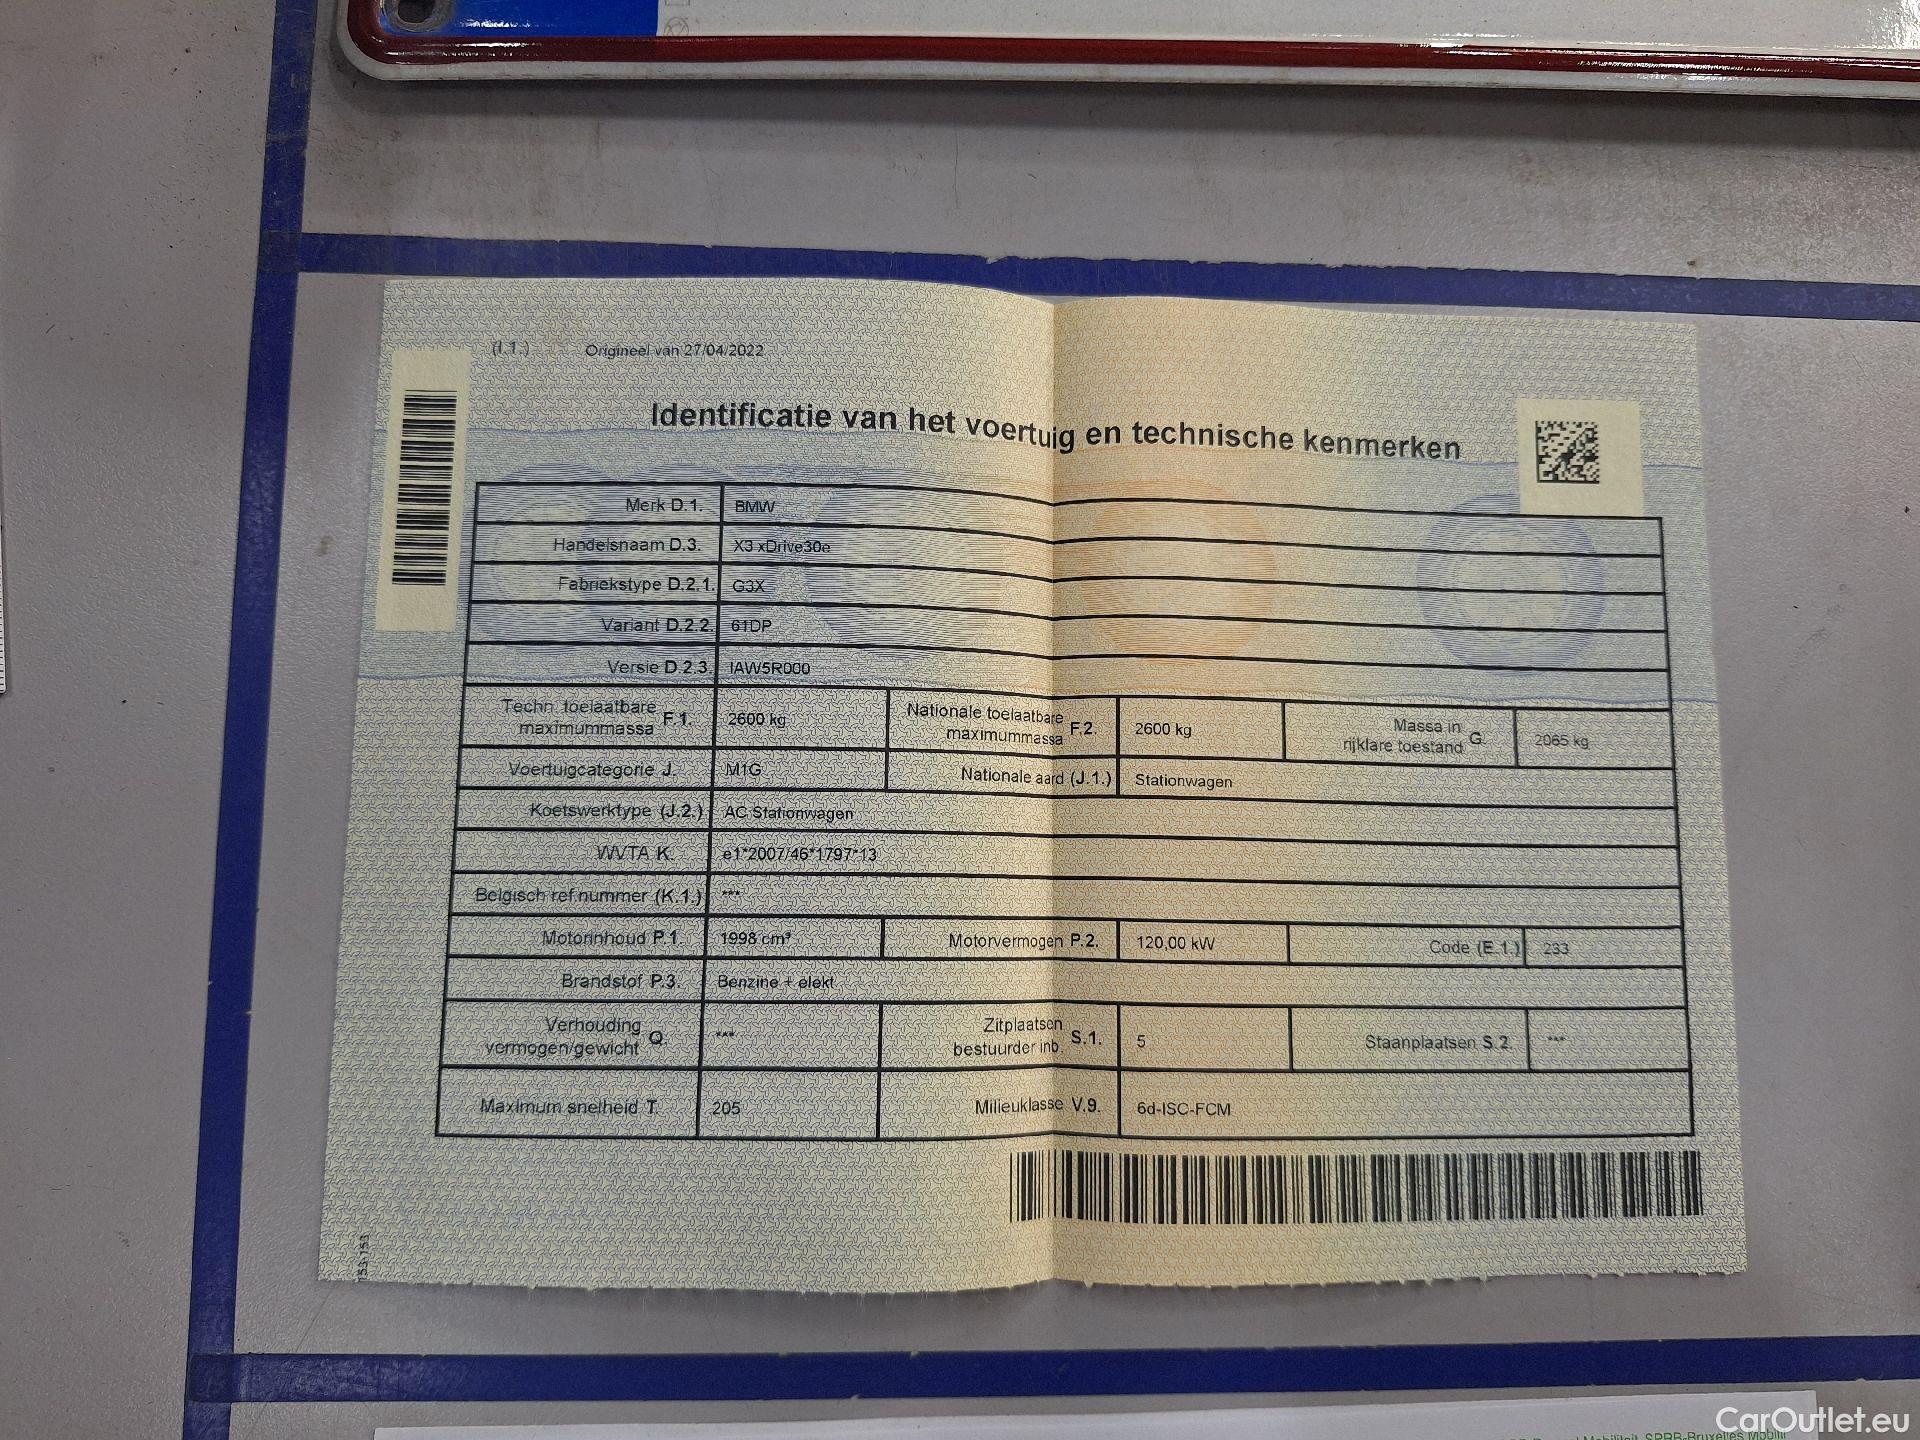 (I.1.) Origineel van 27/04/2022
Identificatie van het voertuig en technische kenmerken
Merk D.1. BMW
Handelsnaam D.3. X3 xDrive30e
Fabriekstype D.2.1. G3X
Variant D.2.2. 61DP
Versie D.2.3. IAW5R000
Techn. toelaatbare maximummassa F.1. 2600 kg Nationale toelaatbare maximummassa F.2. 2600 kg Massa in rijklare toestand G. 2065 kg
Voertuigcategorie J. M1G Nationale aard (J.1.) Stationwagen
Koetswerktype (J.2.) AC Stationwagen
WVTA K. e1*2007/46*1797*13
Belgisch ref.nummer (K.1.) ***
Motorinhoud P.1. 1998 cm³ Motorvermogen P.2. 120,00 kW Code (E.1.) 233
Brandstof P.3. Benzine + elekt
Verhouding vermogen/gewicht Q. *** Zitplaatsen bestuurder inb. S.1. 5 Staanplaatsen S.2. ***
Maximum snelheid T. 205 Milieuklasse V.9. 6d-ISC-FCM
153-153
SPRB-Bruxelles
CarOutlet.eu